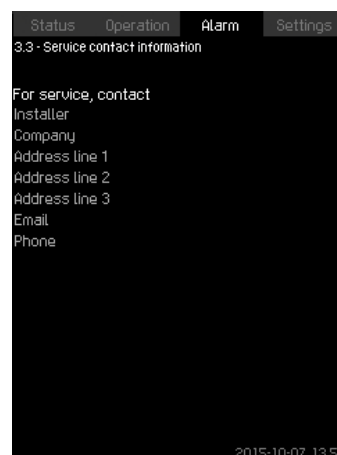 Status Operation Alarm Settings
3.3 - Service contact information
For service, contact
Installer
Company
Address line 1
Address line 2
Address line 3
Email
Phone
2015-10-07 13:5